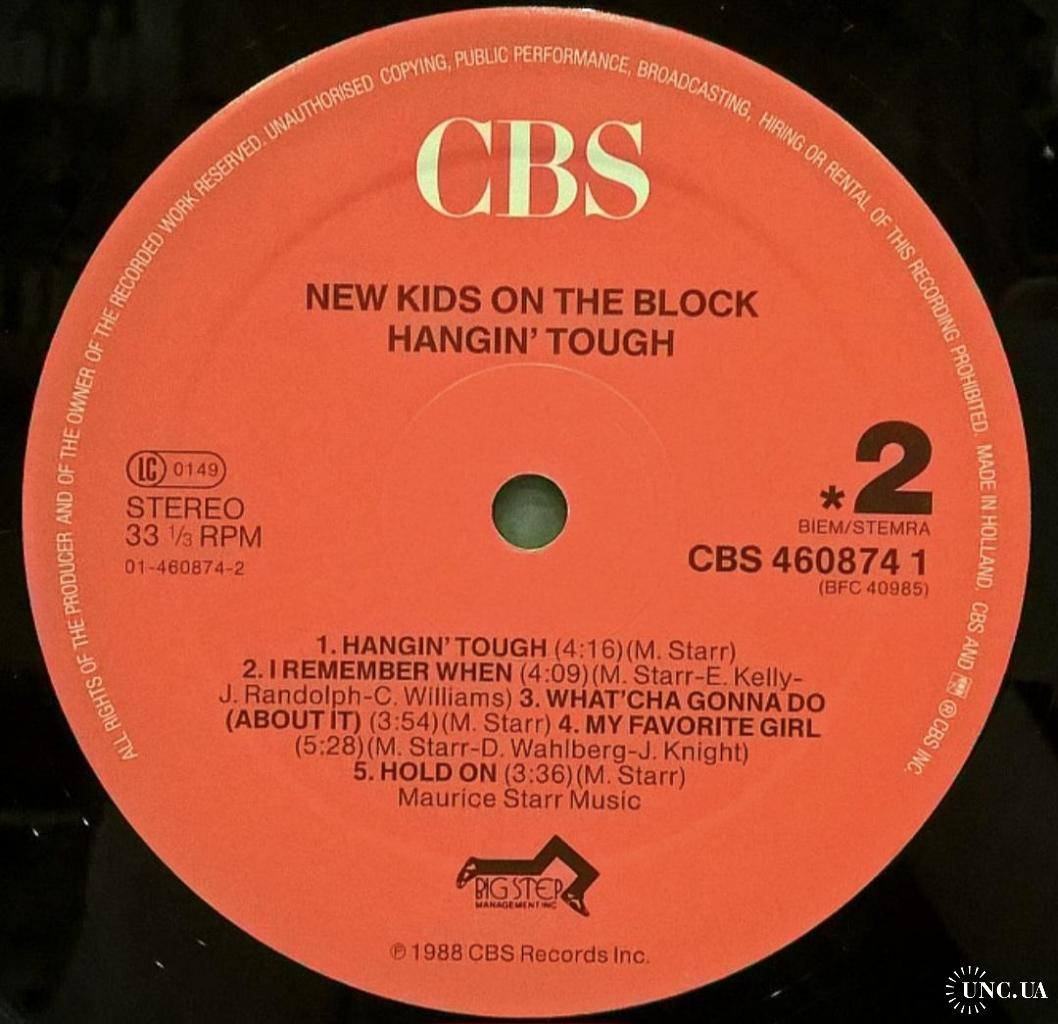 ALL RIGHTS OF THE PRODUCER AND OF THE OWNER OF THE RECORDED WORK RESERVED. UNAUTHORISED COPYING, PUBLIC PERFORMANCE, BROADCASTING, HIRING OR RENTAL OF THIS RECORDING PROHIBITED. MADE IN HOLLAND. CBS AND ® CBS INC.
CBS
NEW KIDS ON THE BLOCK
HANGIN' TOUGH
LC 0149
STEREO
33 1/3 RPM
01-460874-2
*2
BIEM/STEMRA
CBS 460874 1
(BFC 40985)
1. HANGIN' TOUGH (4:16)(M. Starr)
2. I REMEMBER WHEN (4:09)(M. Starr-E. Kelly-
J. Randolph-C. Williams) 3. WHAT'CHA GONNA DO
(ABOUT IT) (3:54)(M. Starr) 4. MY FAVORITE GIRL
(5:28)(M. Starr-D. Wahlberg-J. Knight)
5. HOLD ON (3:36)(M. Starr)
Maurice Starr Music
BIG STEP
MANAGEMENT INC
℗ 1988 CBS Records Inc.
UNC.UA